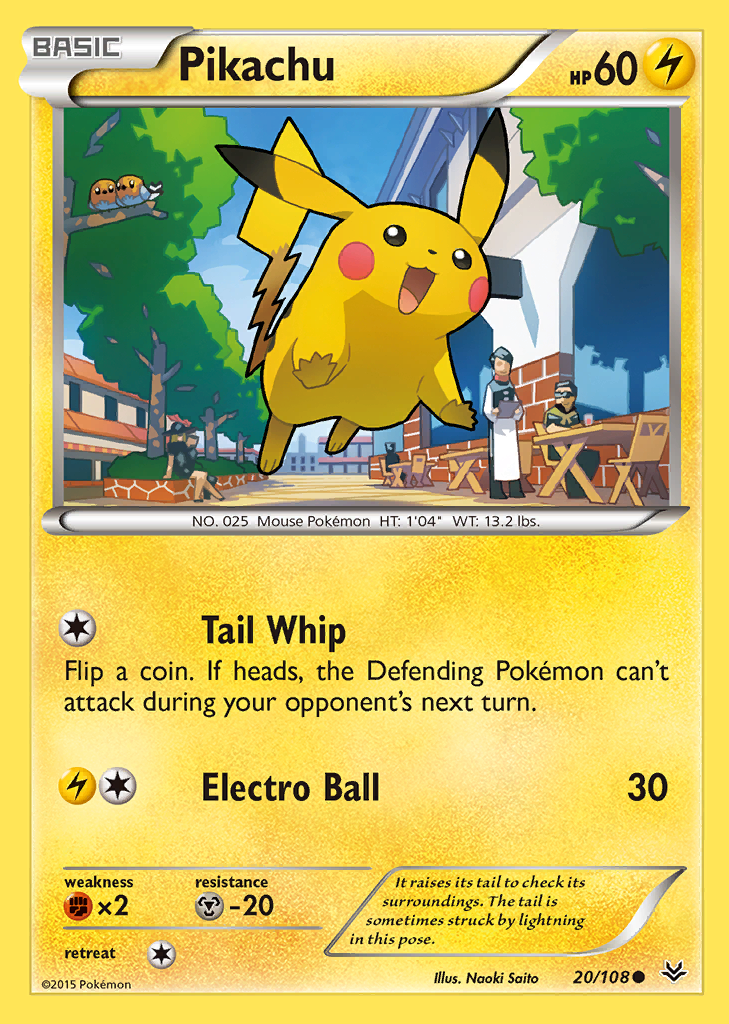 BASIC
Pikachu
HP60
NO. 025 Mouse Pokémon HT: 1'04" WT: 13.2 lbs.
Tail Whip
Flip a coin. If heads, the Defending Pokémon can't
attack during your opponent's next turn.
Electro Ball 30
weakness resistance
×2 -20
It raises its tail to check its
surroundings. The tail is
sometimes struck by lightning
in this pose.
retreat
©2015 Pokémon
Illus. Naoki Saito 20/108